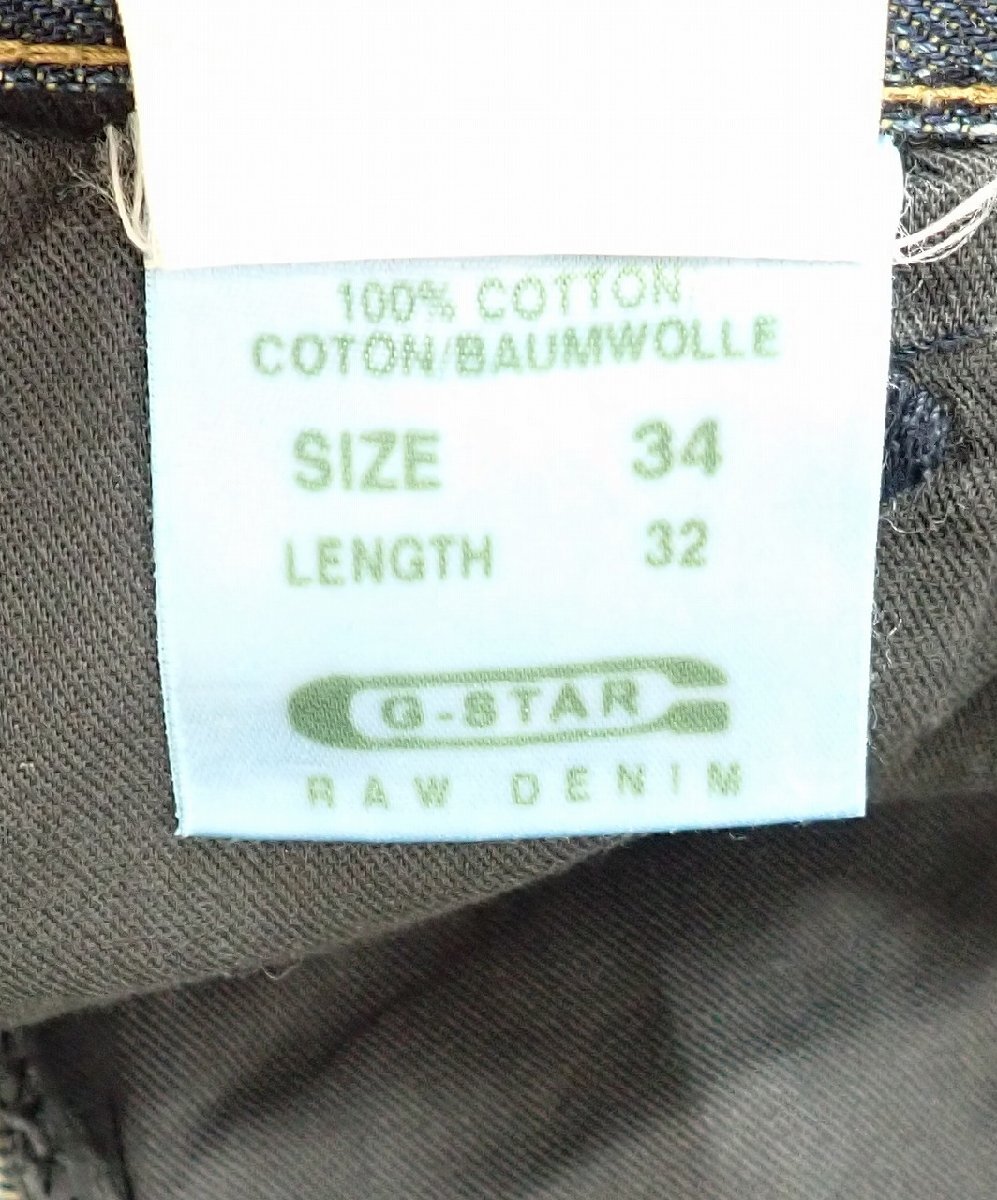 100% COTTON
COTON/BAUMWOLLE
SIZE 34
LENGTH 32
G-STAR
RAW DENIM